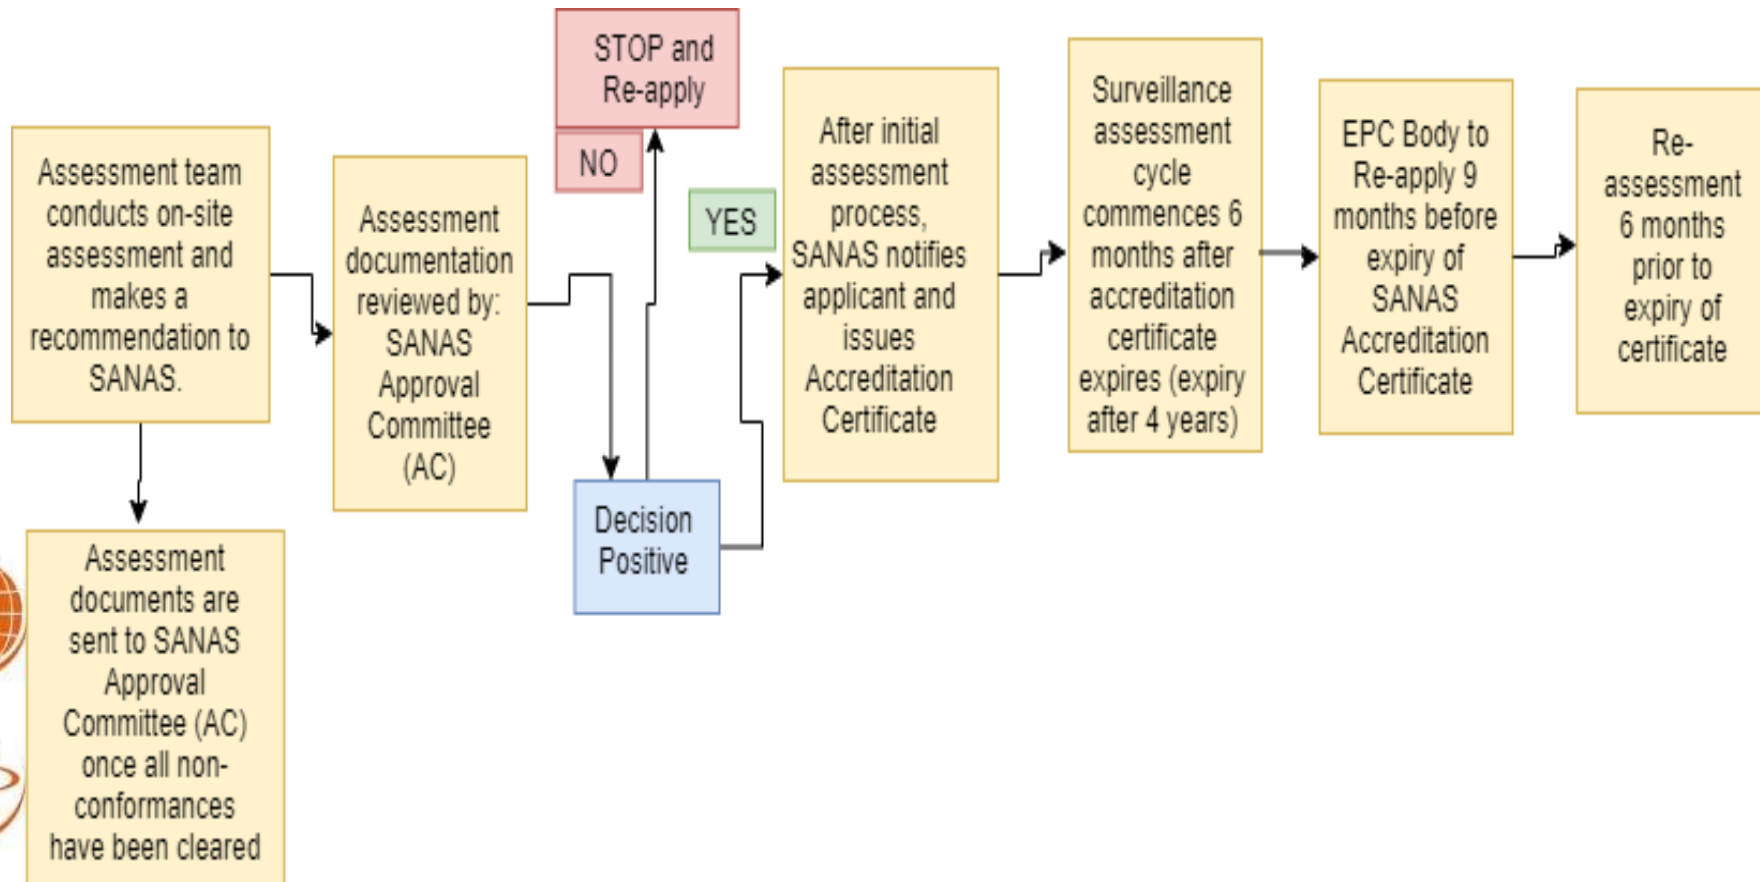 Assessment team
conducts on-site
assessment and
makes a
recommendation to
SANAS.
Assessment
documents are
sent to SANAS
Approval
Committee (AC)
once all non-
conformances
have been cleared
Assessment
documentation
reviewed by:
SANAS
Approval
Committee
(AC)
STOP and
Re-apply
NO
Decision
Positive
YES
After initial
assessment
process,
SANAS notifies
applicant and
issues
Accreditation
Certificate
Surveillance
assessment
cycle
commences 6
months after
accreditation
certificate
expires (expiry
after 4 years)
EPC Body to
Re-apply 9
months before
expiry of
SANAS
Accreditation
Certificate
Re-
assessment
6 months
prior to
expiry of
certificate